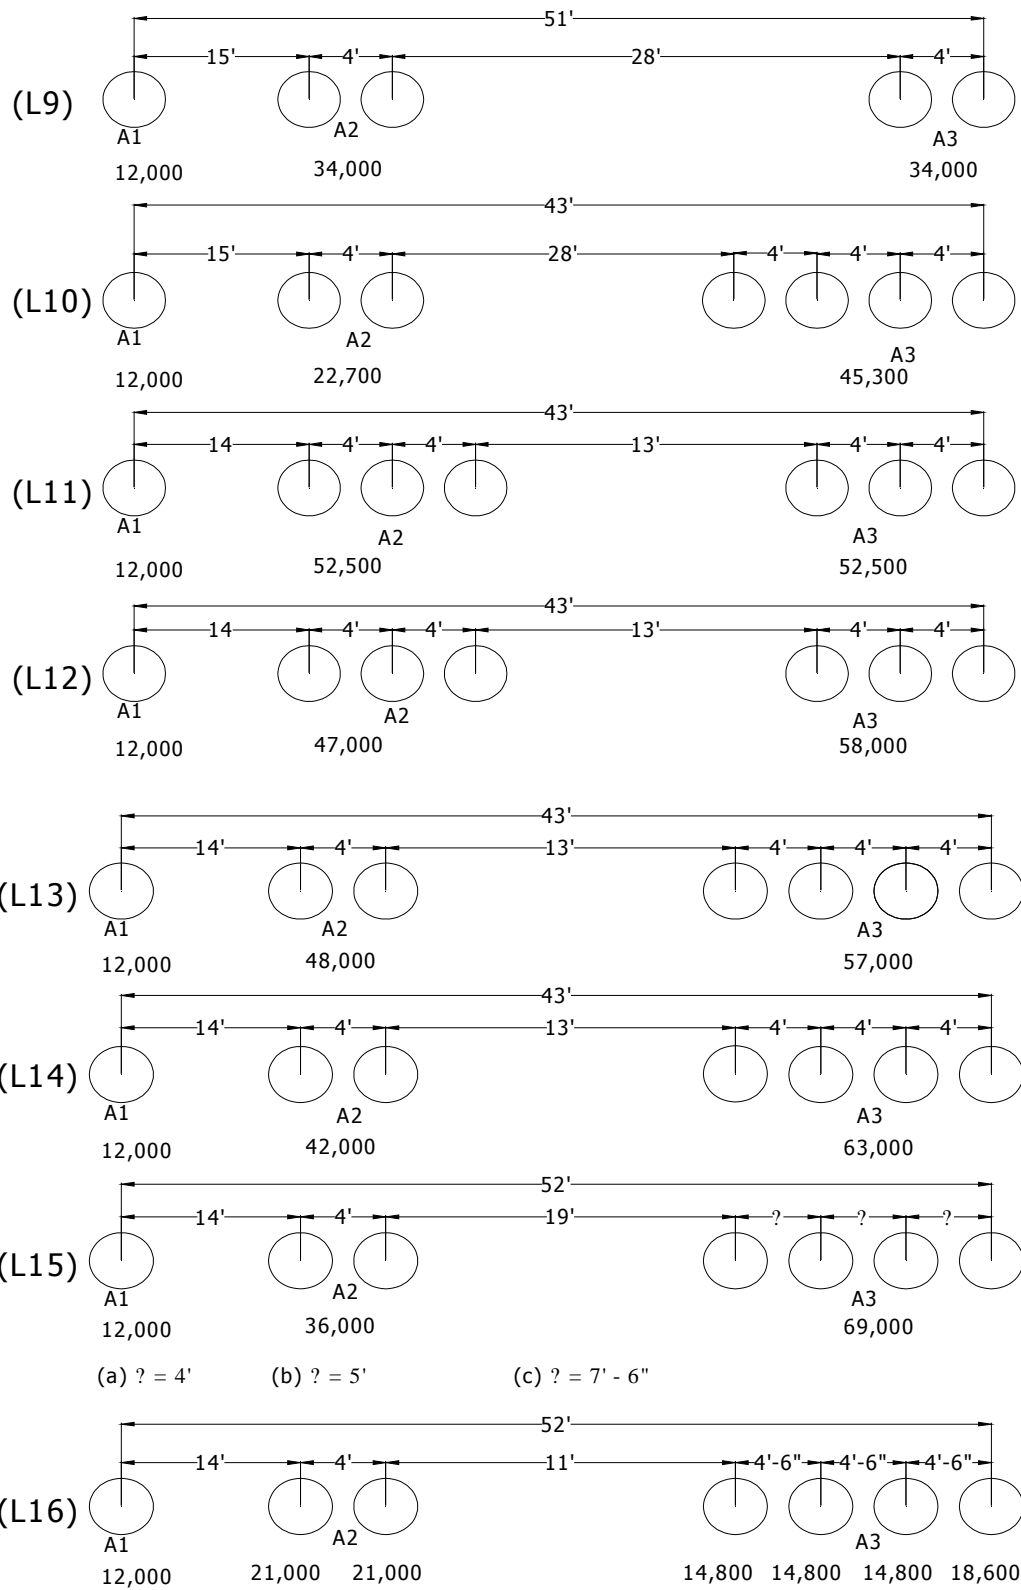 51'
15' 4' 28' 4'
(L9)
A1 A2 A3
12,000 34,000 34,000
43'
15' 4' 28' 4' 4' 4'
(L10)
A1 A2 A3
12,000 22,700 45,300
43'
14 4' 4' 13' 4' 4'
(L11)
A1 A2 A3
12,000 52,500 52,500
43'
14 4' 4' 13' 4' 4'
(L12)
A1 A2 A3
12,000 47,000 58,000
43'
14' 4' 13' 4' 4' 4'
(L13)
A1 A2 A3
12,000 48,000 57,000
43'
14' 4' 13' 4' 4' 4'
(L14)
A1 A2 A3
12,000 42,000 63,000
52'
14' 4' 19' ? ? ?
(L15)
A1 A2 A3
12,000 36,000 69,000
(a) ? = 4' (b) ? = 5' (c) ? = 7' - 6"
52'
14' 4' 11' 4'-6" 4'-6" 4'-6"
(L16)
A1 A2 A3
12,000 21,000 21,000 14,800 14,800 14,800 18,600